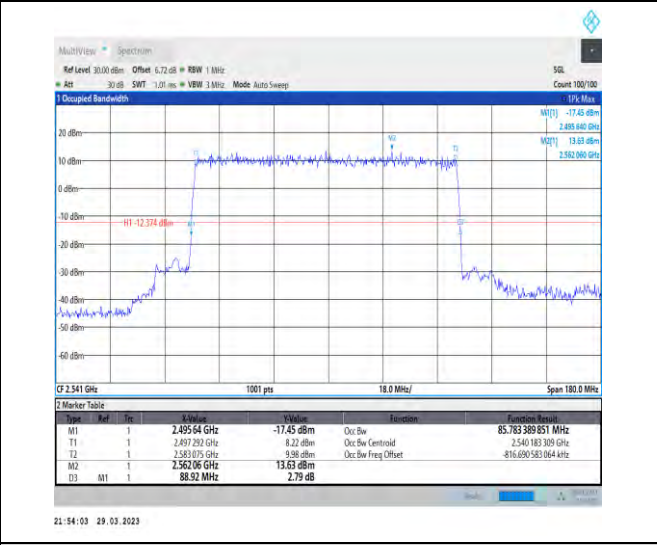 MultiView Spectrum
Ref Level 30.00 dBm Offset 6.72 dB RBW 1 MHz SGL
Att 30 dB SWT 1.01 ms VBW 3 MHz Mode Auto Sweep Count 100/100
1 Occupied Bandwidth 1Pk Max
M1[1] -17.45 dBm
2.495 640 GHz
M2[1] 13.63 dBm
2.562 060 GHz
20 dBm
M2
T1
T2
10 dBm
0 dBm
-10 dBm
H1 -12.374 dBm
M1
-20 dBm
-30 dBm
-40 dBm
-50 dBm
-60 dBm
CF 2.541 GHz 1001 pts 18.0 MHz/ Span 180.0 MHz
2 Marker Table
Type Ref Trc X-Value Y-Value Function Function Result
M1 1 2.495 64 GHz -17.45 dBm Occ Bw 85.783 389 851 MHz
T1 1 2.497 292 GHz 8.22 dBm Occ Bw Centroid 2.540 183 309 GHz
T2 1 2.583 075 GHz 9.98 dBm Occ Bw Freq Offset -816.690 583 064 kHz
M2 1 2.562 06 GHz 13.63 dBm
D3 M1 1 88.92 MHz 2.79 dB
21:54:03 29.03.2023